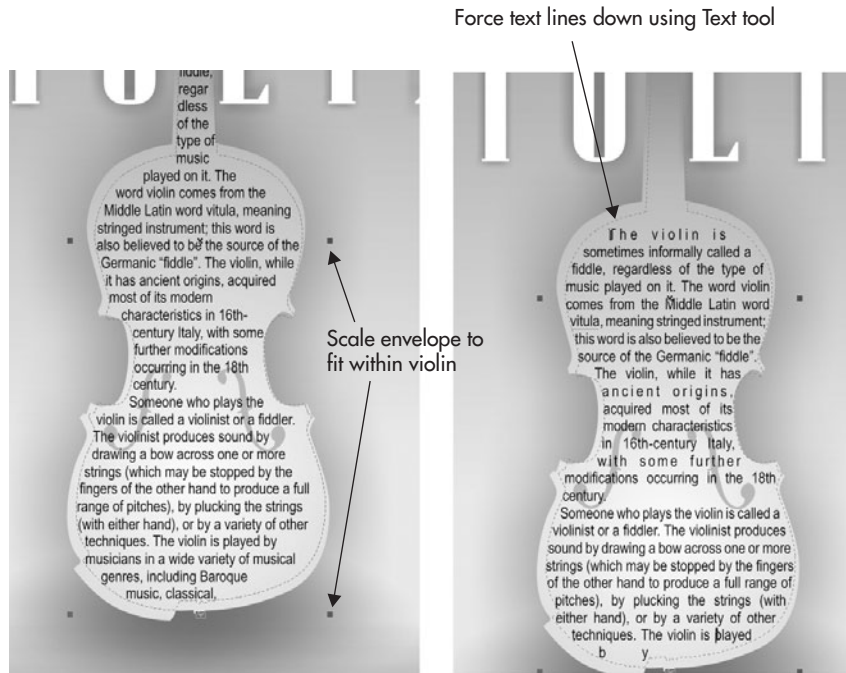 Force text lines down using Text tool
fiddle,
regar
dless
of the
type of
music
played on it. The
word violin comes from the
Middle Latin word vitula, meaning
stringed instrument; this word is
also believed to be the source of the
Germanic “fiddle”. The violin, while
it has ancient origins, acquired
most of its modern
characteristics in 16th-
century Italy, with some
further modifications
occurring in the 18th
century.
Someone who plays the
violin is called a violinist or a fiddler.
The violinist produces sound by
drawing a bow across one or more
strings (which may be stopped by the
fingers of the other hand to produce a full
range of pitches), by plucking the strings
(with either hand), or by a variety of other
techniques. The violin is played by
musicians in a wide variety of musical
genres, including Baroque
music, classical,
Scale envelope to
fit within violin
The violin is
sometimes informally called a
fiddle, regardless of the type of
music played on it. The word violin
comes from the Middle Latin word
vitula, meaning stringed instrument;
this word is also believed to be the
source of the Germanic “fiddle”.
The violin, while it has
ancient origins,
acquired most of its
modern characteristics
in 16th-century Italy,
with some further
modifications occurring in the 18th
century.
Someone who plays the violin is called a
violinist or a fiddler. The violinist produces
sound by drawing a bow across one or more
strings (which may be stopped by the fingers
of the other hand to produce a full range of
pitches), by plucking the strings (with
either hand), or by a variety of other
techniques. The violin is played
b y